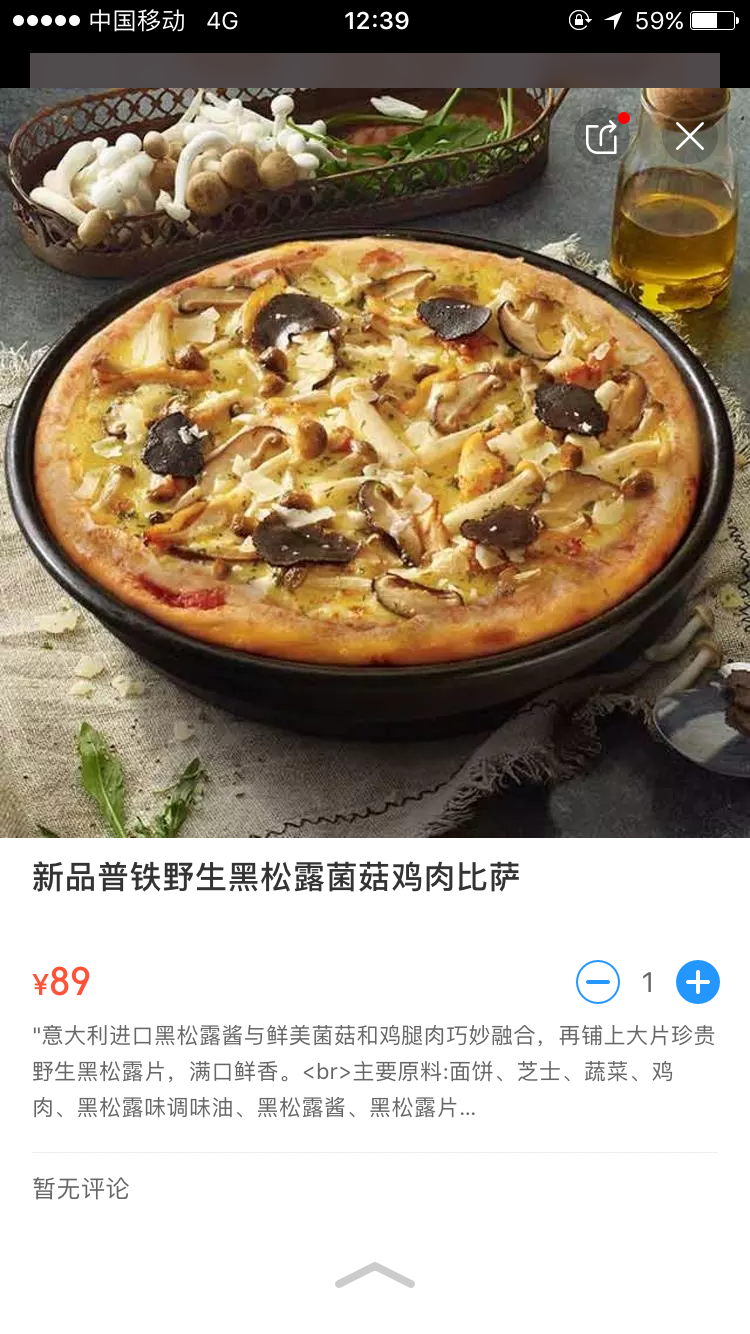 中国移动 4G 12:39 59%
新品普铁野生黑松露菌菇鸡肉比萨
¥89 1
"意大利进口黑松露酱与鲜美菌菇和鸡腿肉巧妙融合，再铺上大片珍贵
野生黑松露片，满口鲜香。<br>主要原料:面饼、芝士、蔬菜、鸡
肉、黑松露味调味油、黑松露酱、黑松露片...
暂无评论